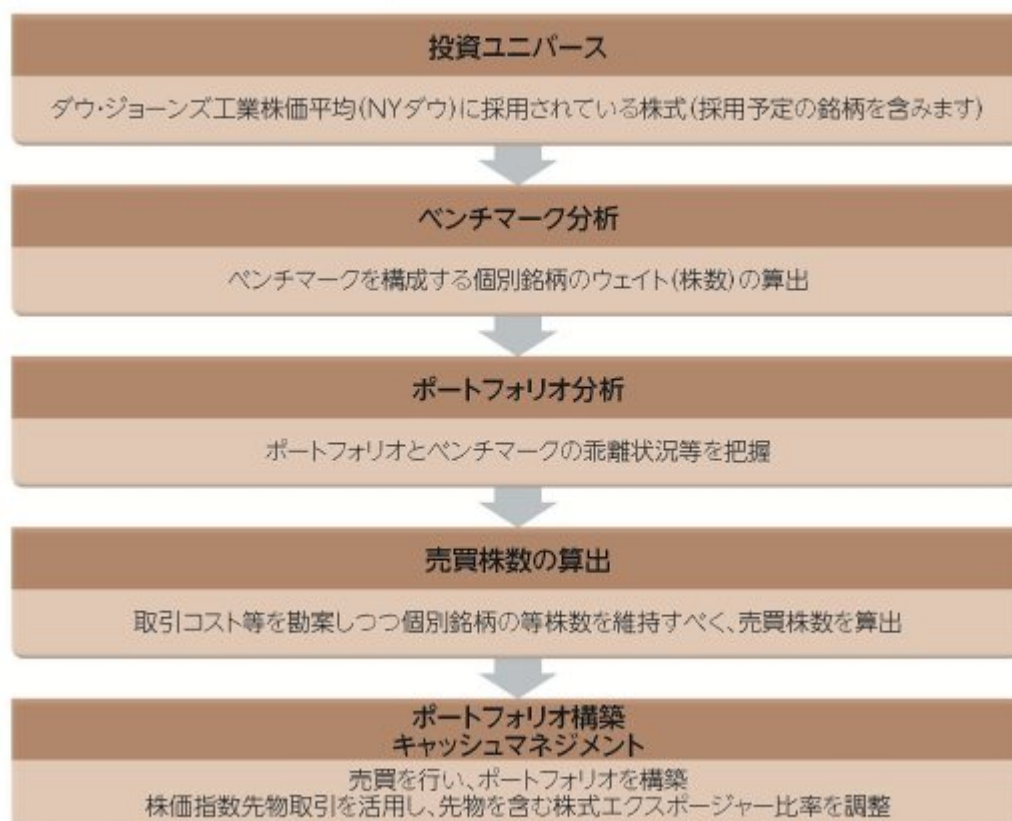 投資ユニバース
ダウ・ジョーンズ工業株価平均(NYダウ)に採用されている株式(採用予定の銘柄を含みます)
ベンチマーク分析
ベンチマークを構成する個別銘柄のウェイト(株数)の算出
ポートフォリオ分析
ポートフォリオとベンチマークの乖離状況等を把握
売買株数の算出
取引コスト等を勘案しつつ個別銘柄の等株数を維持すべく、売買株数を算出
ポートフォリオ構築
キャッシュマネジメント
売買を行い、ポートフォリオを構築
株価指数先物取引を活用し、先物を含む株式エクスポージャー比率を調整